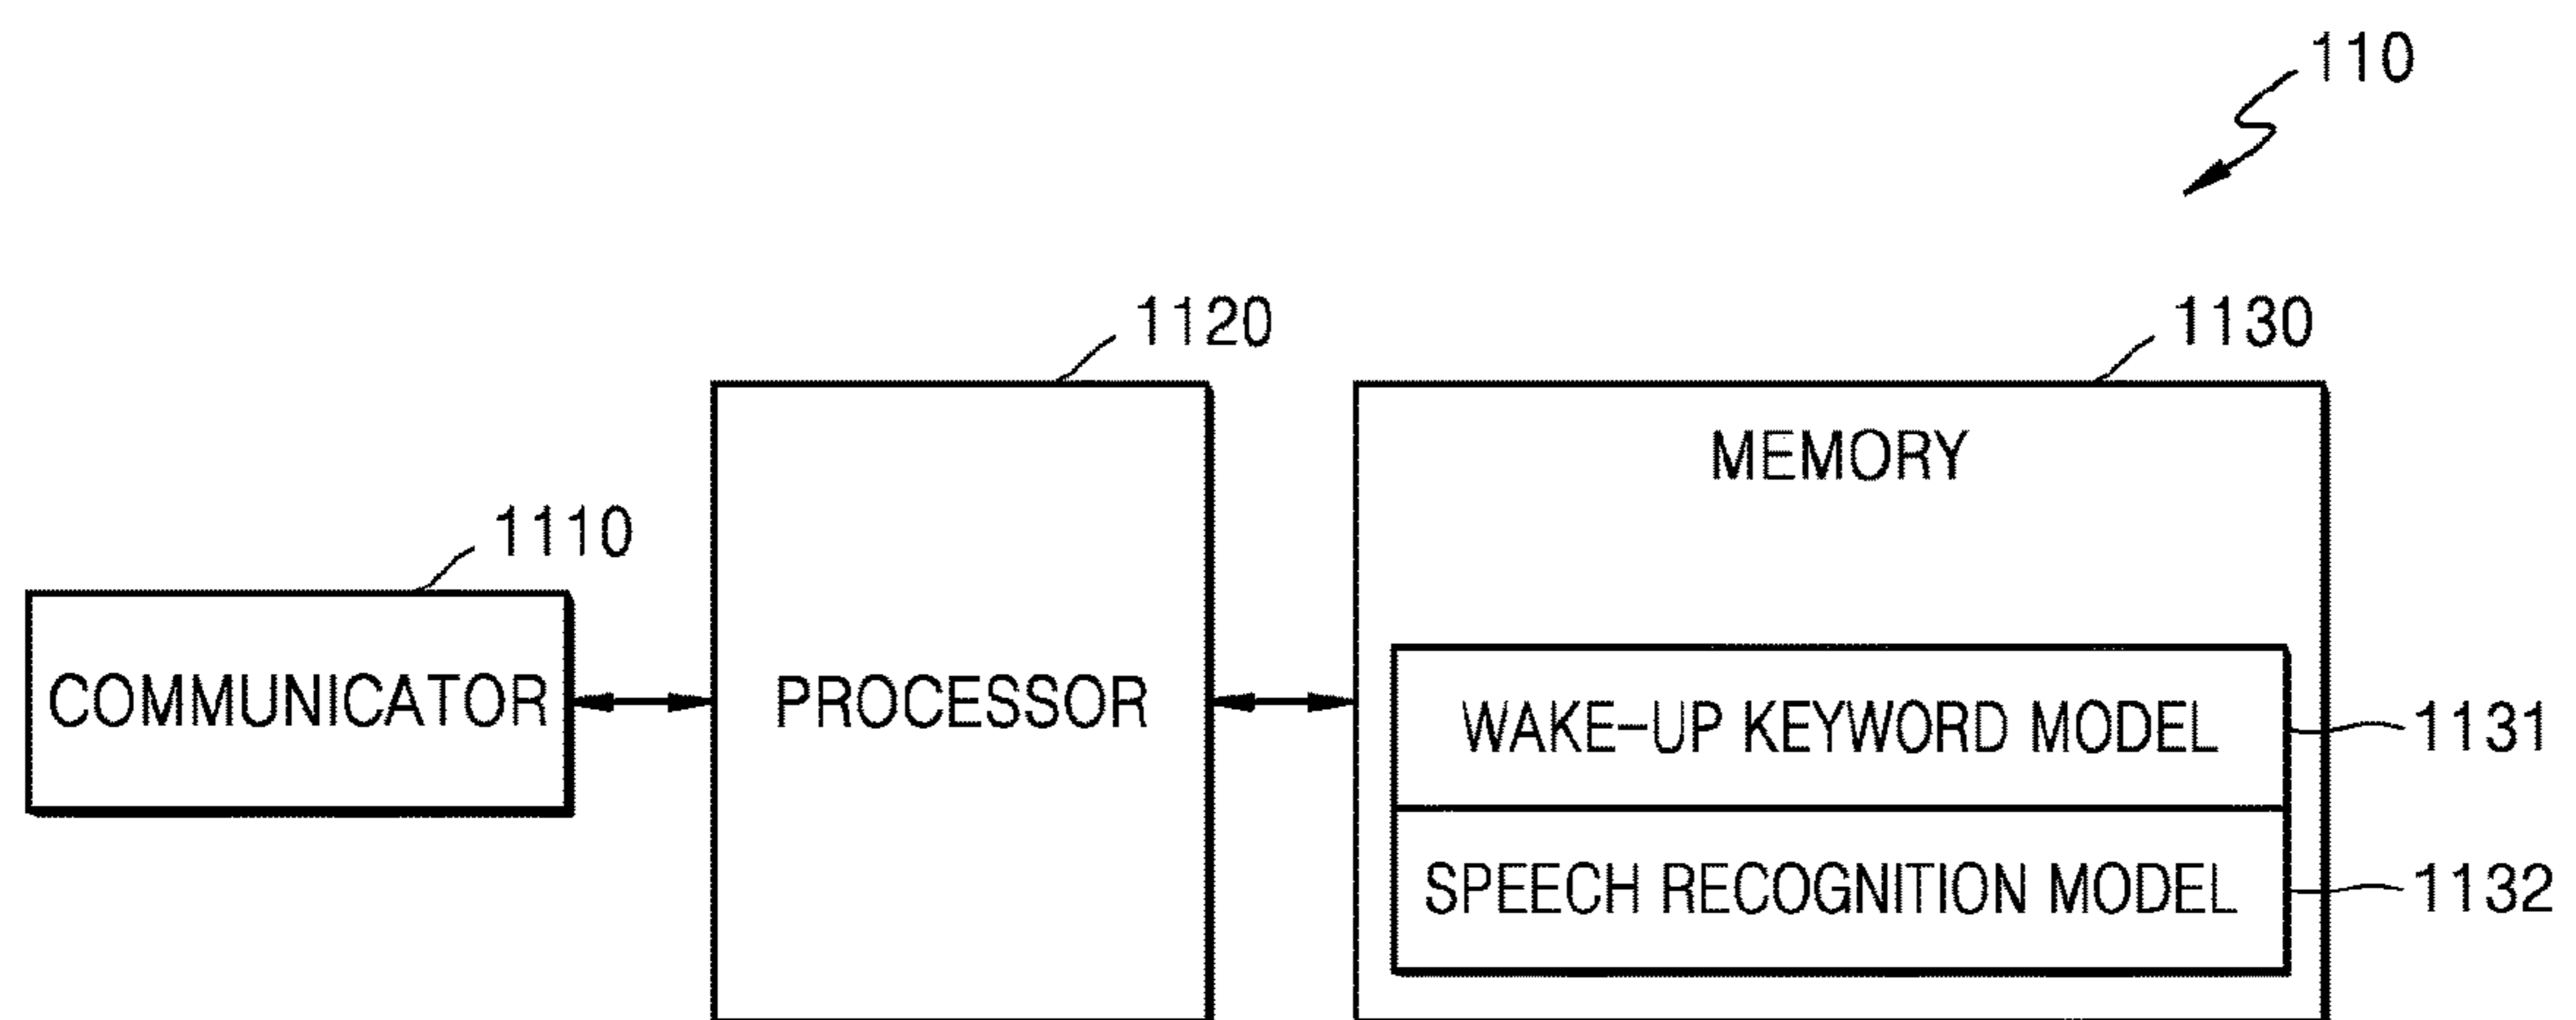 110
1120
1130
MEMORY
1110
COMMUNICATOR
PROCESSOR
WAKE-UP KEYWORD MODEL
1131
SPEECH RECOGNITION MODEL
1132